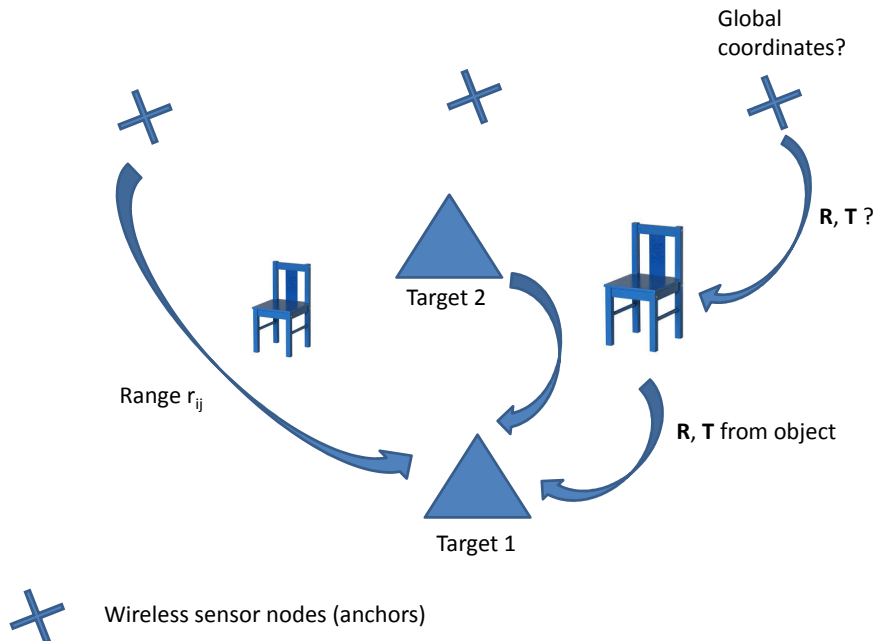 Global
coordinates?
R, T ?
Target 2
Range rij
R, T from object
Target 1
Wireless sensor nodes (anchors)